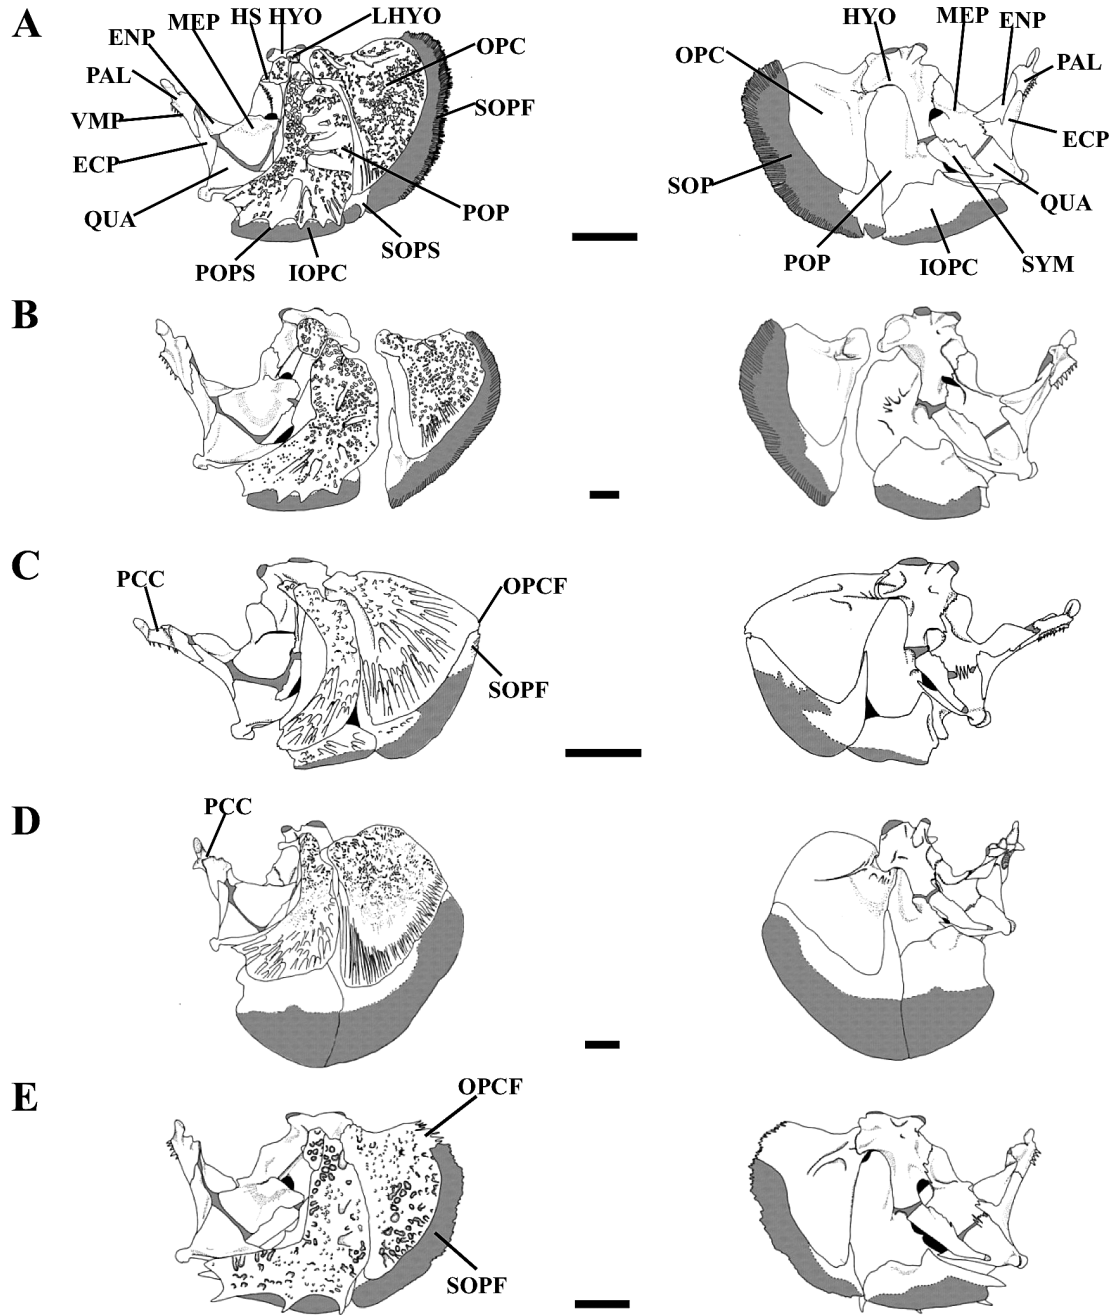 A
HS HYO LHYO
MEP
ENP
OPC
PAL
SOPF
VMP
ECP
QUA
POP
SOPS
POPS IOPC
HYO MEP ENP
OPC
PAL
ECP
SOP
QUA
POP
IOPC SYM
B
C
PCC
OPCF
SOPF
D
PCC
E
OPCF
SOPF